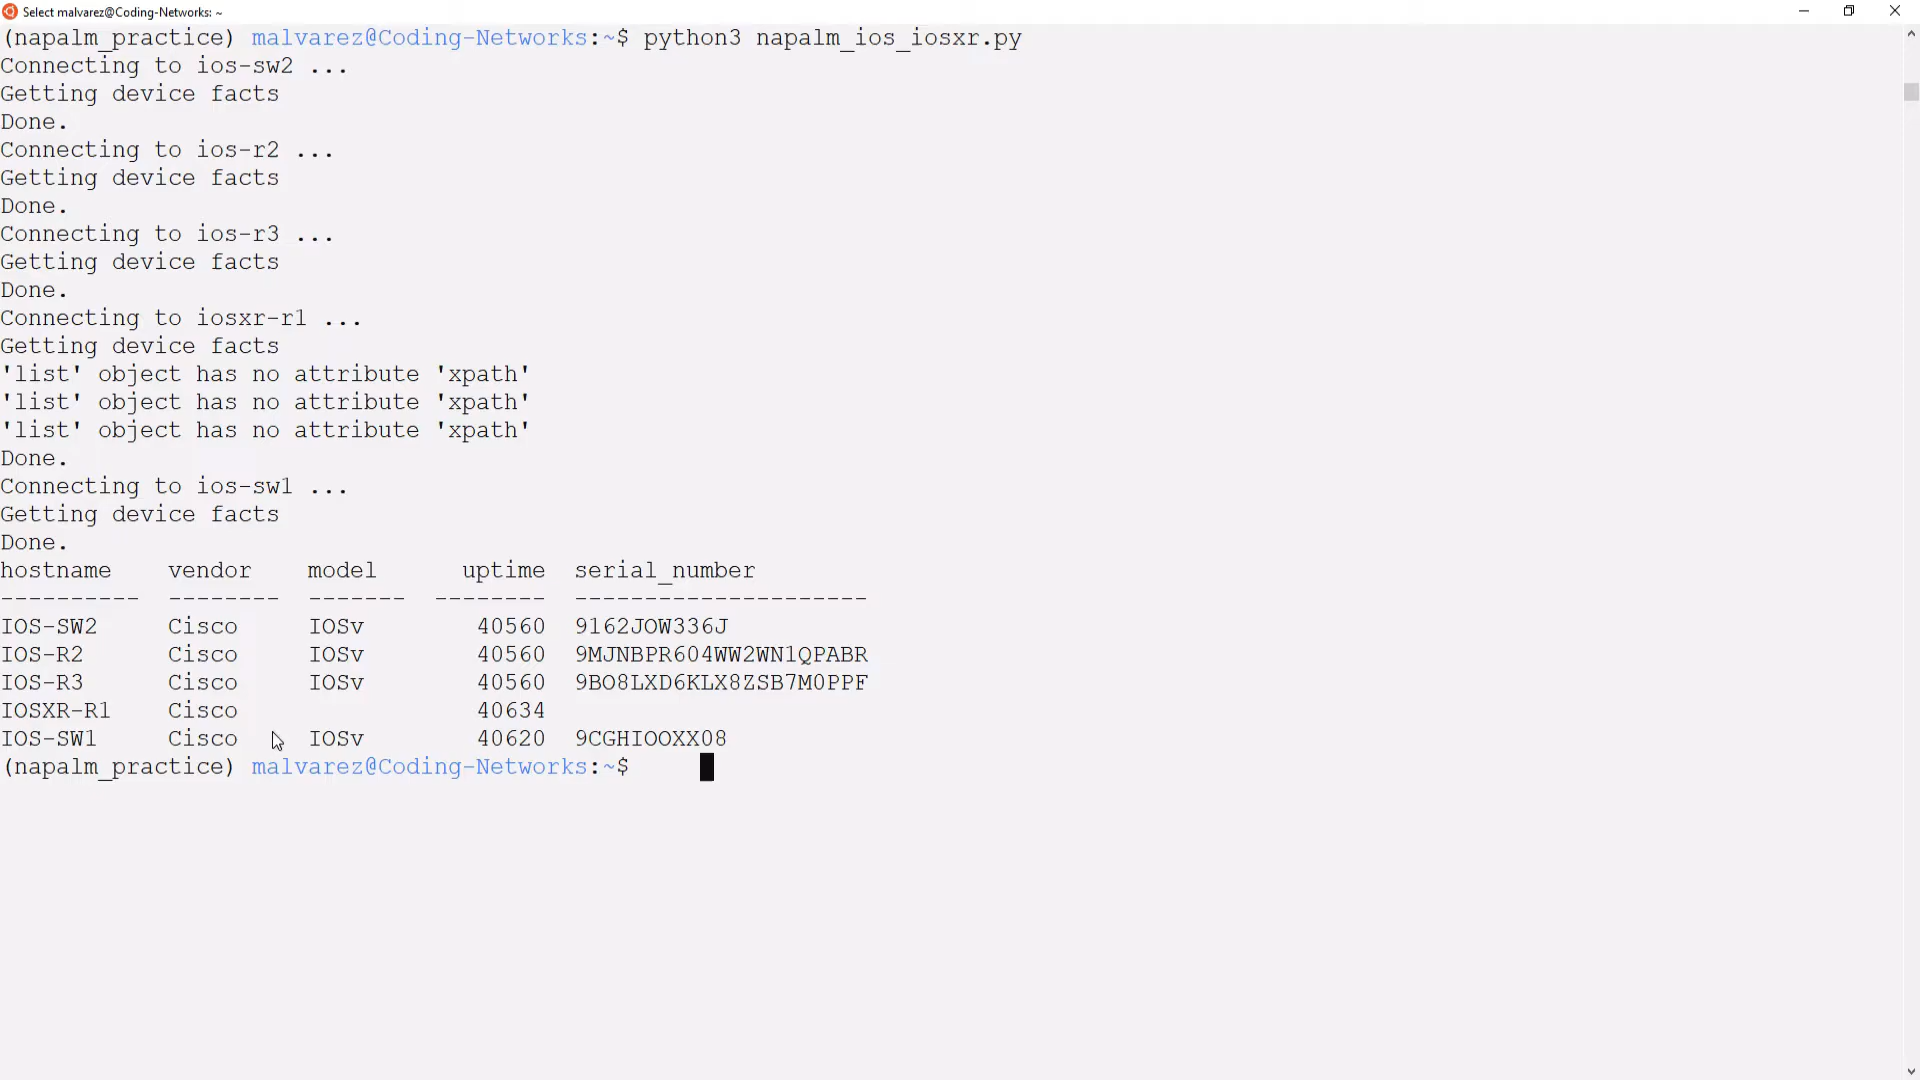 Select malvarez@Coding-Networks: ~
(napalm_practice) malvarez@Coding-Networks:~$ python3 napalm_ios_iosxr.py
Connecting to ios-sw2 ...
Getting device facts
Done.
Connecting to ios-r2 ...
Getting device facts
Done.
Connecting to ios-r3 ...
Getting device facts
Done.
Connecting to iosxr-r1 ...
Getting device facts
'list' object has no attribute 'xpath'
'list' object has no attribute 'xpath'
'list' object has no attribute 'xpath'
Done.
Connecting to ios-sw1 ...
Getting device facts
Done.
hostname    vendor    model      uptime  serial_number
----------  --------  -------  --------  ---------------------
IOS-SW2     Cisco     IOSv        40560  9162JOW336J
IOS-R2      Cisco     IOSv        40560  9MJNBPR604WW2WN1QPABR
IOS-R3      Cisco     IOSv        40560  9BO8LXD6KLX8ZSB7M0PPF
IOSXR-R1    Cisco                 40634
IOS-SW1     Cisco     IOSv        40620  9CGHIOOXX08
(napalm_practice) malvarez@Coding-Networks:~$